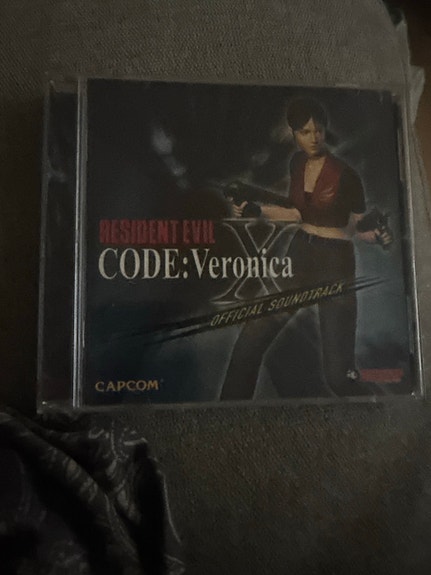 RESIDENT EVIL
CODE:Veronica
X
OFFICIAL SOUNDTRACK
CAPCOM